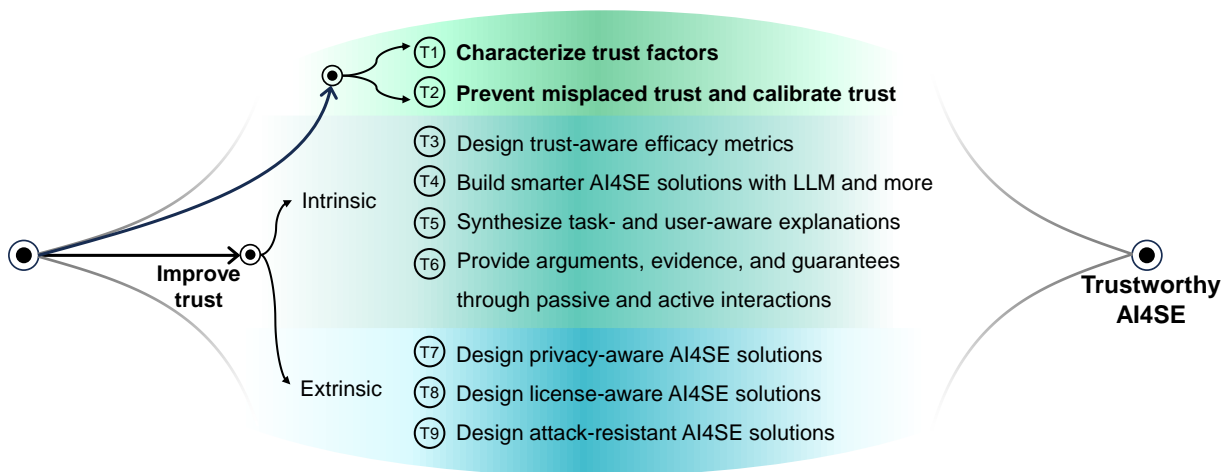 T1 Characterize trust factors
T2 Prevent misplaced trust and calibrate trust
T3 Design trust-aware efficacy metrics
T4 Build smarter AI4SE solutions with LLM and more
Intrinsic
T5 Synthesize task- and user-aware explanations
T6 Provide arguments, evidence, and guarantees
through passive and active interactions
Improve
trust
Trustworthy
AI4SE
T7 Design privacy-aware AI4SE solutions
Extrinsic
T8 Design license-aware AI4SE solutions
T9 Design attack-resistant AI4SE solutions